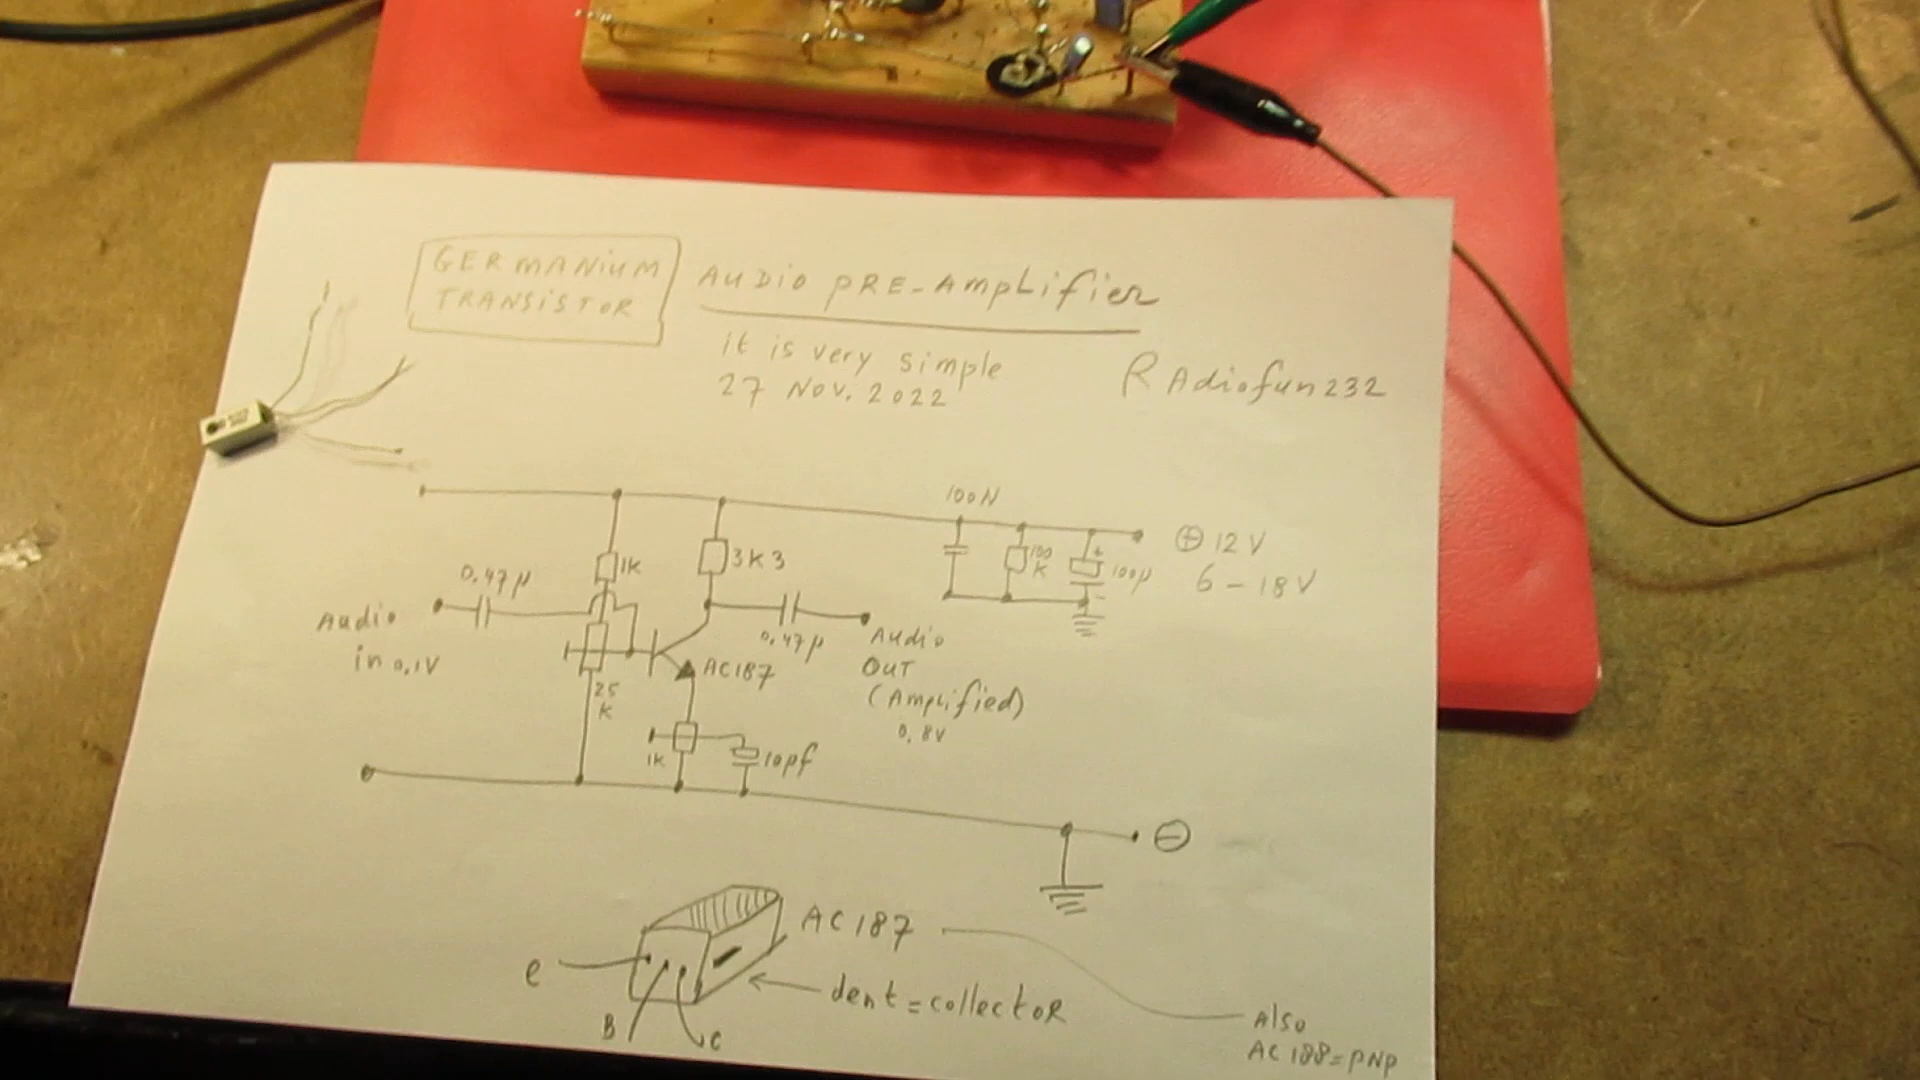 GERMANIUM
TRANSISTOR
AUDIO PRE-AMPLIFIER
it is very simple
27 NOV. 2022
RAdiofun232
100N
⊕ 12V
6 – 18V
1k
3K3
100
K
100µ
+
-
0.47µ
Audio
in 0,1V
0.47µ
Audio
OUT
(Amplified)
0,8V
AC187
25
K
1K
10pf
⊖
AC187
e
B
C
dent = collector
Also
AC188 = PNP